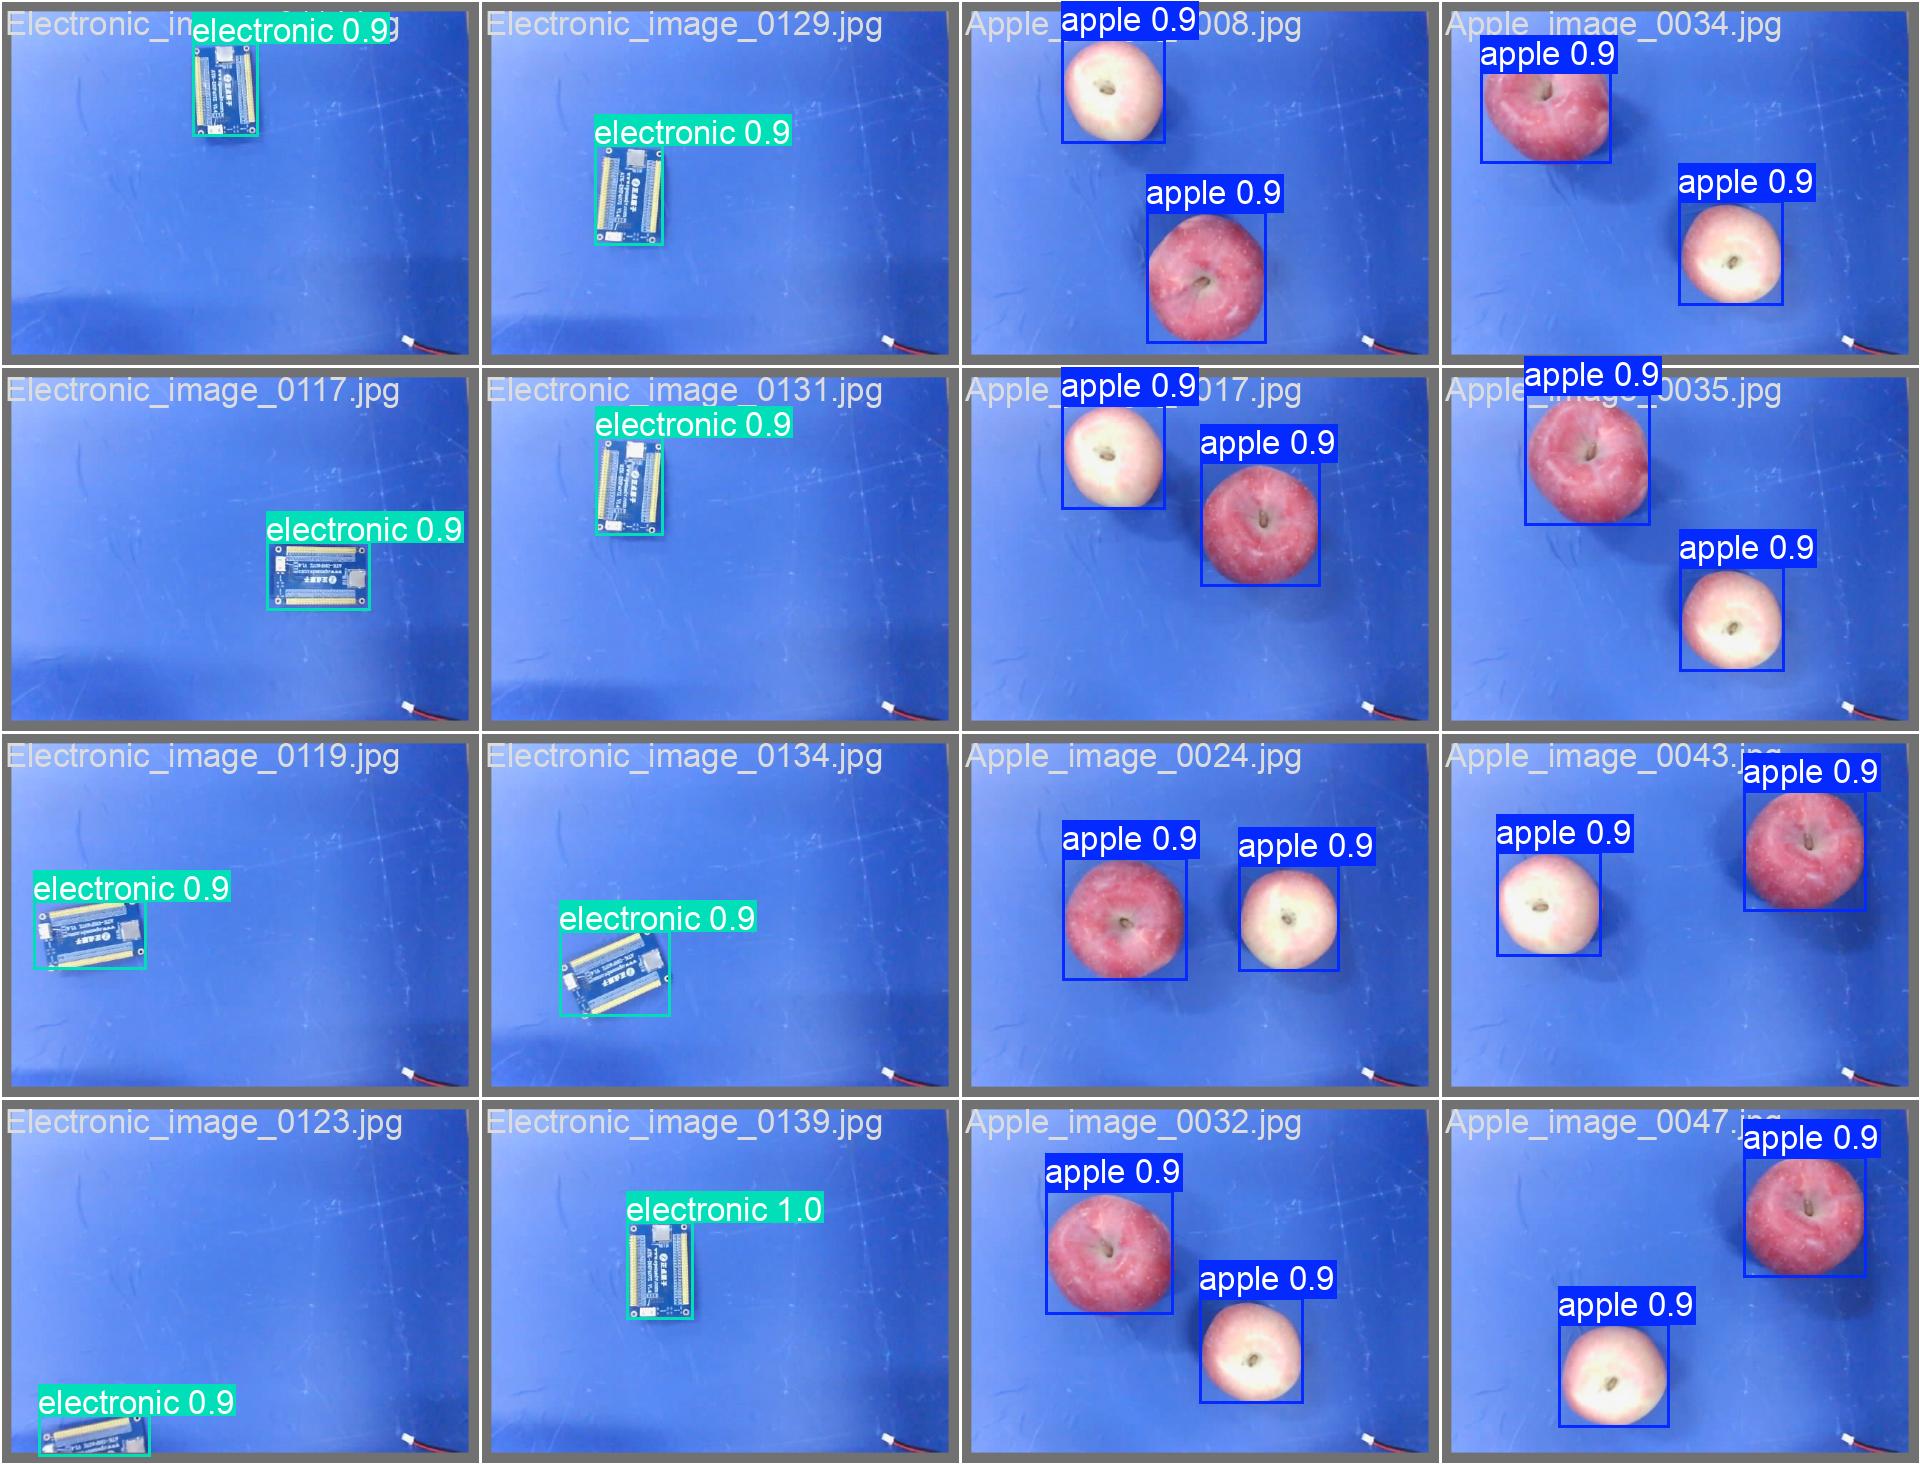 electronic 0.9
Electronic_image_0129.jpg
electronic 0.9
apple 0.9
apple 0.9
Apple_image_0034.jpg
apple 0.9
apple 0.9
Electronic_image_0117.jpg
electronic 0.9
Electronic_image_0131.jpg
electronic 0.9
apple 0.9
apple 0.9
apple 0.9
apple 0.9
Electronic_image_0119.jpg
electronic 0.9
Electronic_image_0134.jpg
electronic 0.9
Apple_image_0024.jpg
apple 0.9
apple 0.9
Apple_image_0043.jpg
apple 0.9
apple 0.9
Electronic_image_0123.jpg
electronic 0.9
Electronic_image_0139.jpg
electronic 1.0
Apple_image_0032.jpg
apple 0.9
apple 0.9
Apple_image_0047.jpg
apple 0.9
apple 0.9